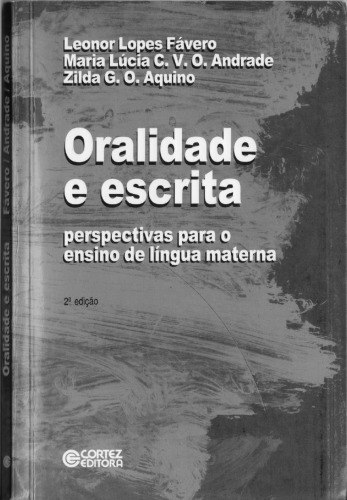 Leonor Lopes Fávero
Maria Lúcia C. V. O. Andrade
Zilda G. O. Aquino
Oralidade
e escrita
perspectivas para o
ensino de língua materna
2ª edição
CORTEZ
EDITORA
Oralidade e escrita Favero / Andrade / Aquino